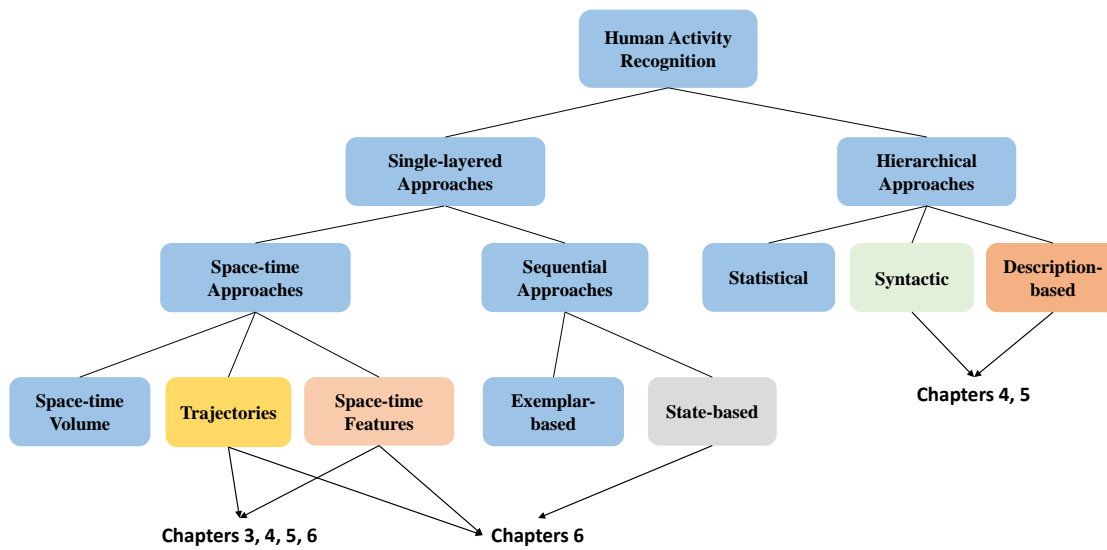 Human Activity
Recognition
Single-layered
Approaches
Hierarchical
Approaches
Space-time
Approaches
Sequential
Approaches
Statistical
Syntactic
Description-
based
Space-time
Volume
Trajectories
Space-time
Features
Exemplar-
based
State-based
Chapters 4, 5
Chapters 3, 4, 5, 6
Chapters 6